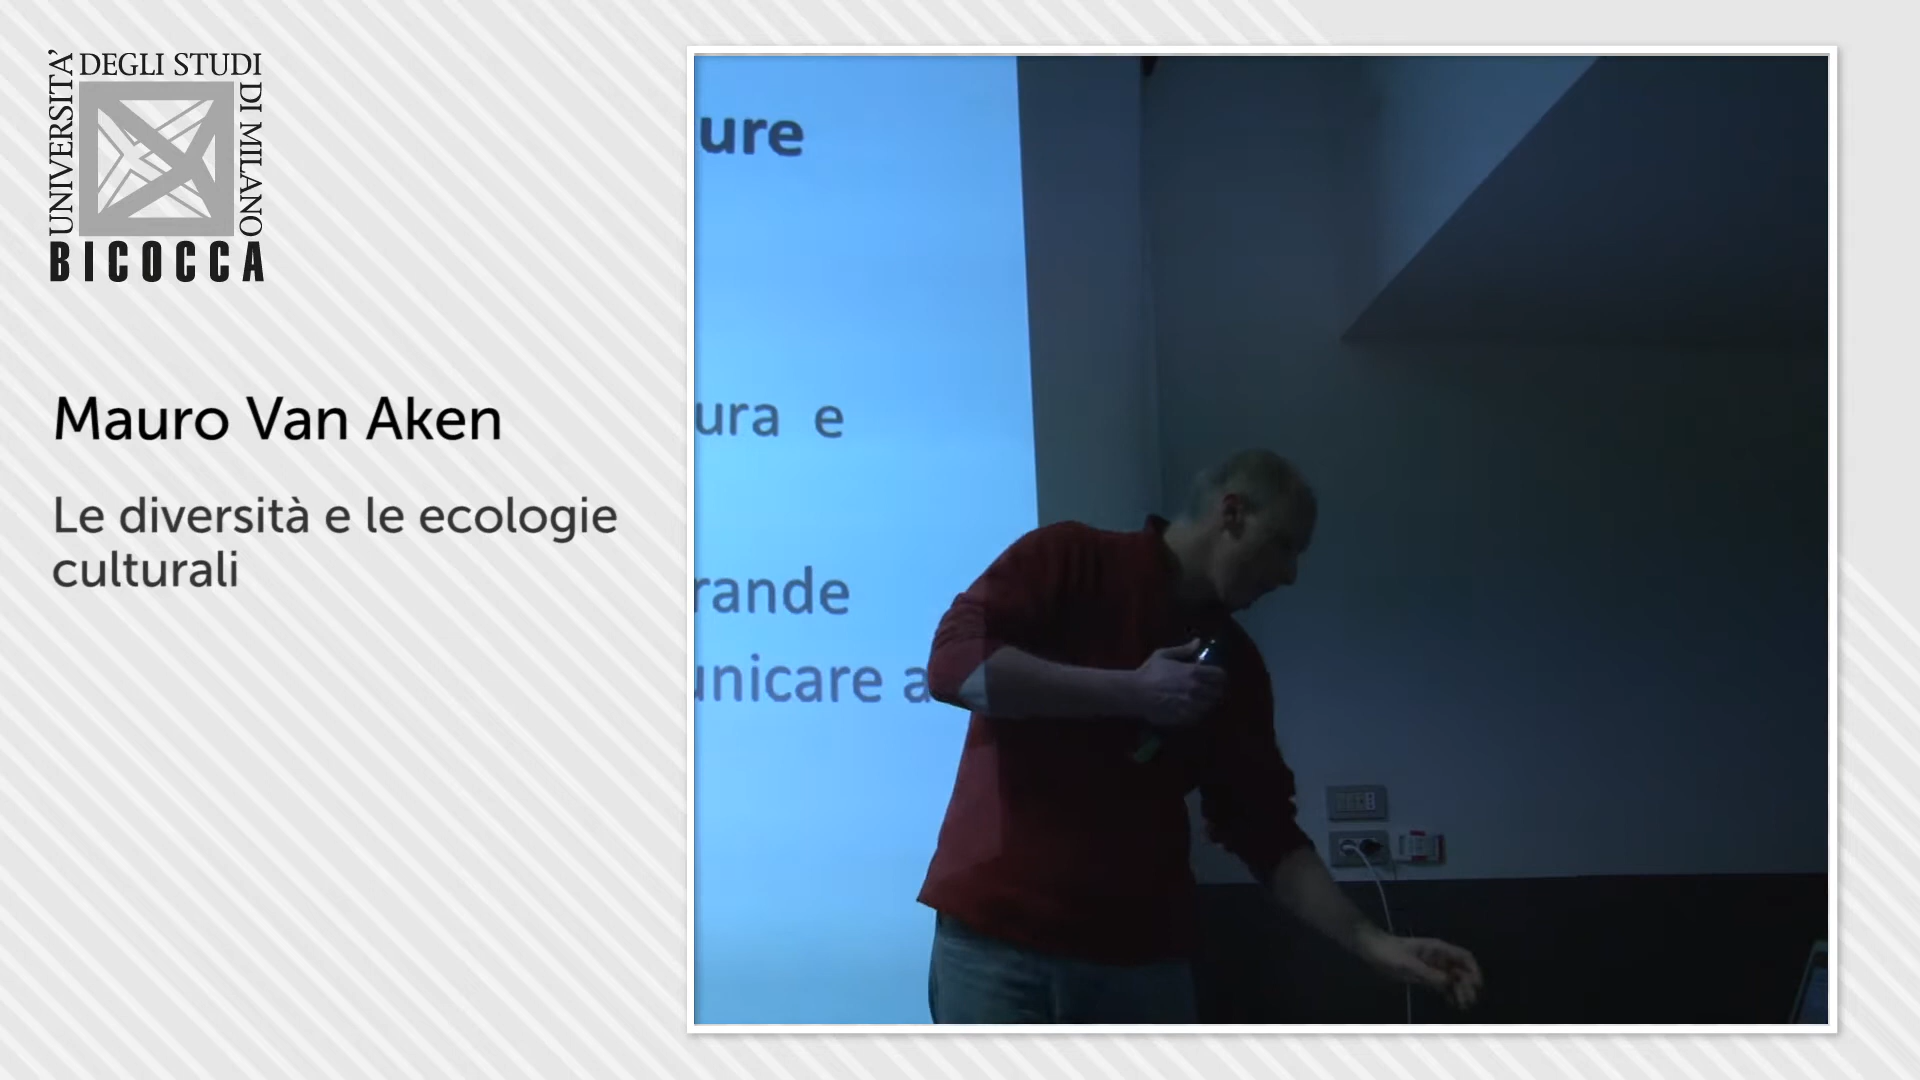 UNIVERSITA'
DEGLI STUDI
DI MILANO
BICOCCA
Mauro Van Aken
Le diversità e le ecologie
culturali
ure
ura e
rande
unicare a